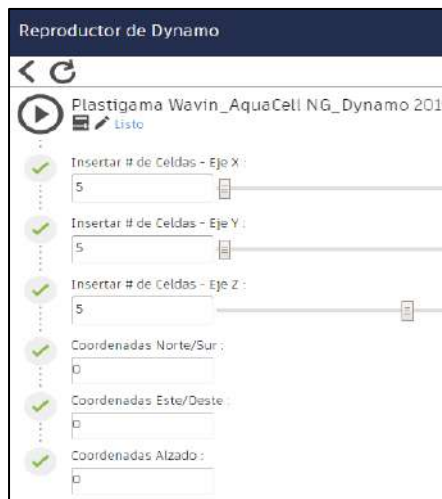 Reproductor de Dynamo
Plastigama Wavin_AquaCell NG_Dynamo 201
Listo
Insertar # de Celdas - Eje X :
5
Insertar # de Celdas - Eje Y :
5
Insertar # de Celdas - Eje Z :
5
Coordenadas Norte/Sur :
0
Coordenadas Este/Oeste :
0
Coordenadas Alzado :
0